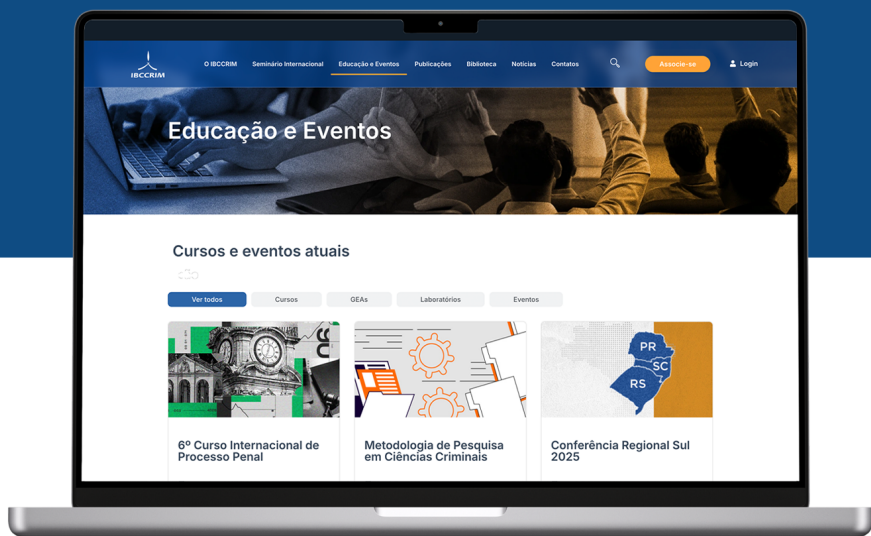 IBCCRIM
O IBCCRIM Seminário Internacional Educação e Eventos Publicações Biblioteca Notícias Contatos Associe-se Login
Educação e Eventos
Cursos e eventos atuais
Ver todos Cursos GEAs Laboratórios Eventos
PR
SC
RS
6º Curso Internacional de
Processo Penal
Metodologia de Pesquisa
em Ciências Criminais
Conferência Regional Sul
2025